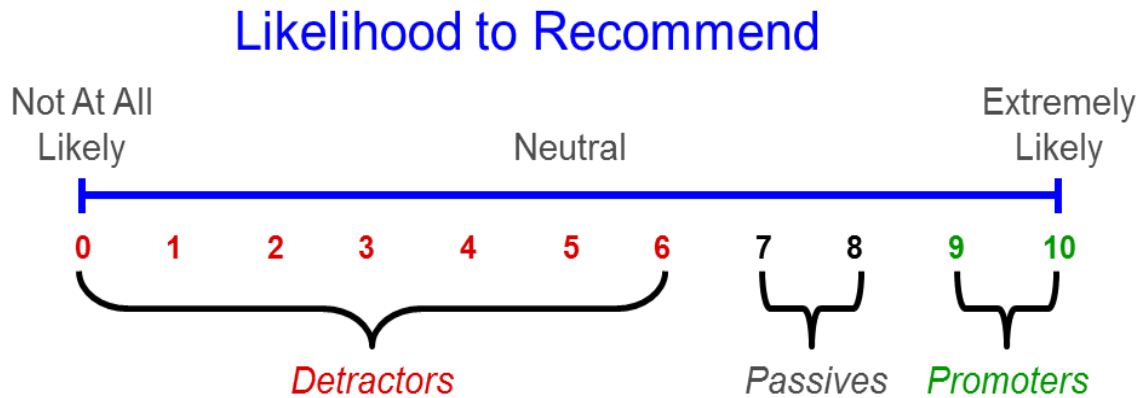 Likelihood to Recommend
Not At All
Likely
Neutral
Extremely
Likely
0 1 2 3 4 5 6 7 8 9 10
Detractors Passives Promoters